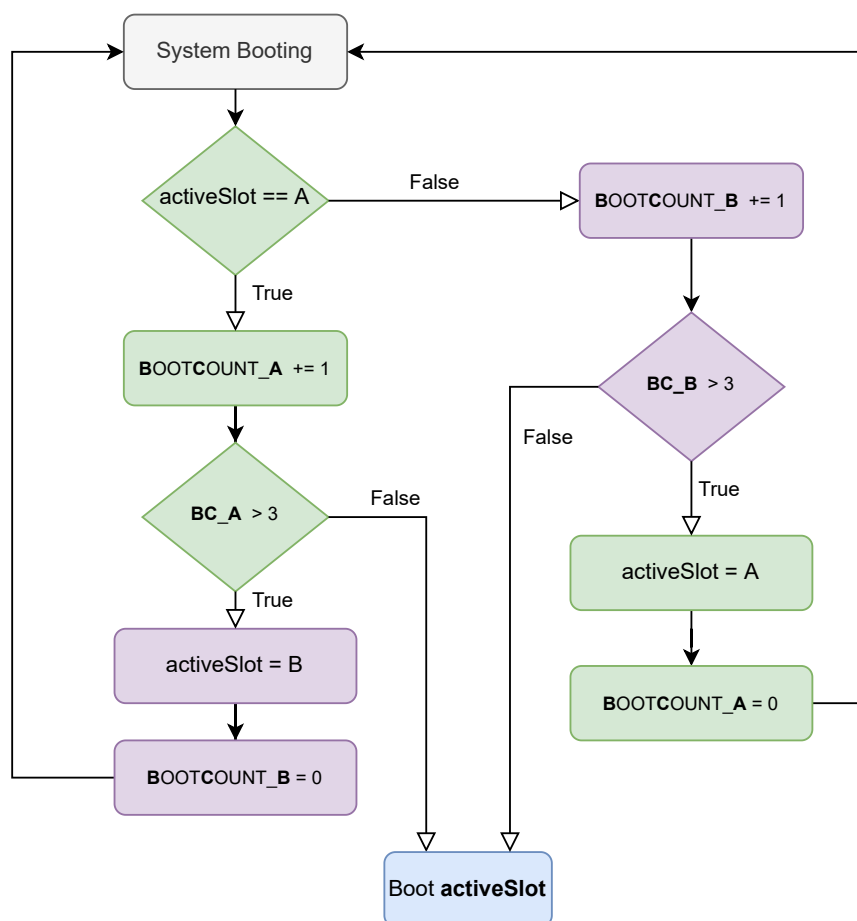 System Booting
activeSlot == A
False
BOOTCOUNT_B += 1
True
BOOTCOUNT_A += 1
BC_B > 3
False
True
BC_A > 3
False
activeSlot = A
True
activeSlot = B
BOOTCOUNT_A = 0
BOOTCOUNT_B = 0
Boot activeSlot